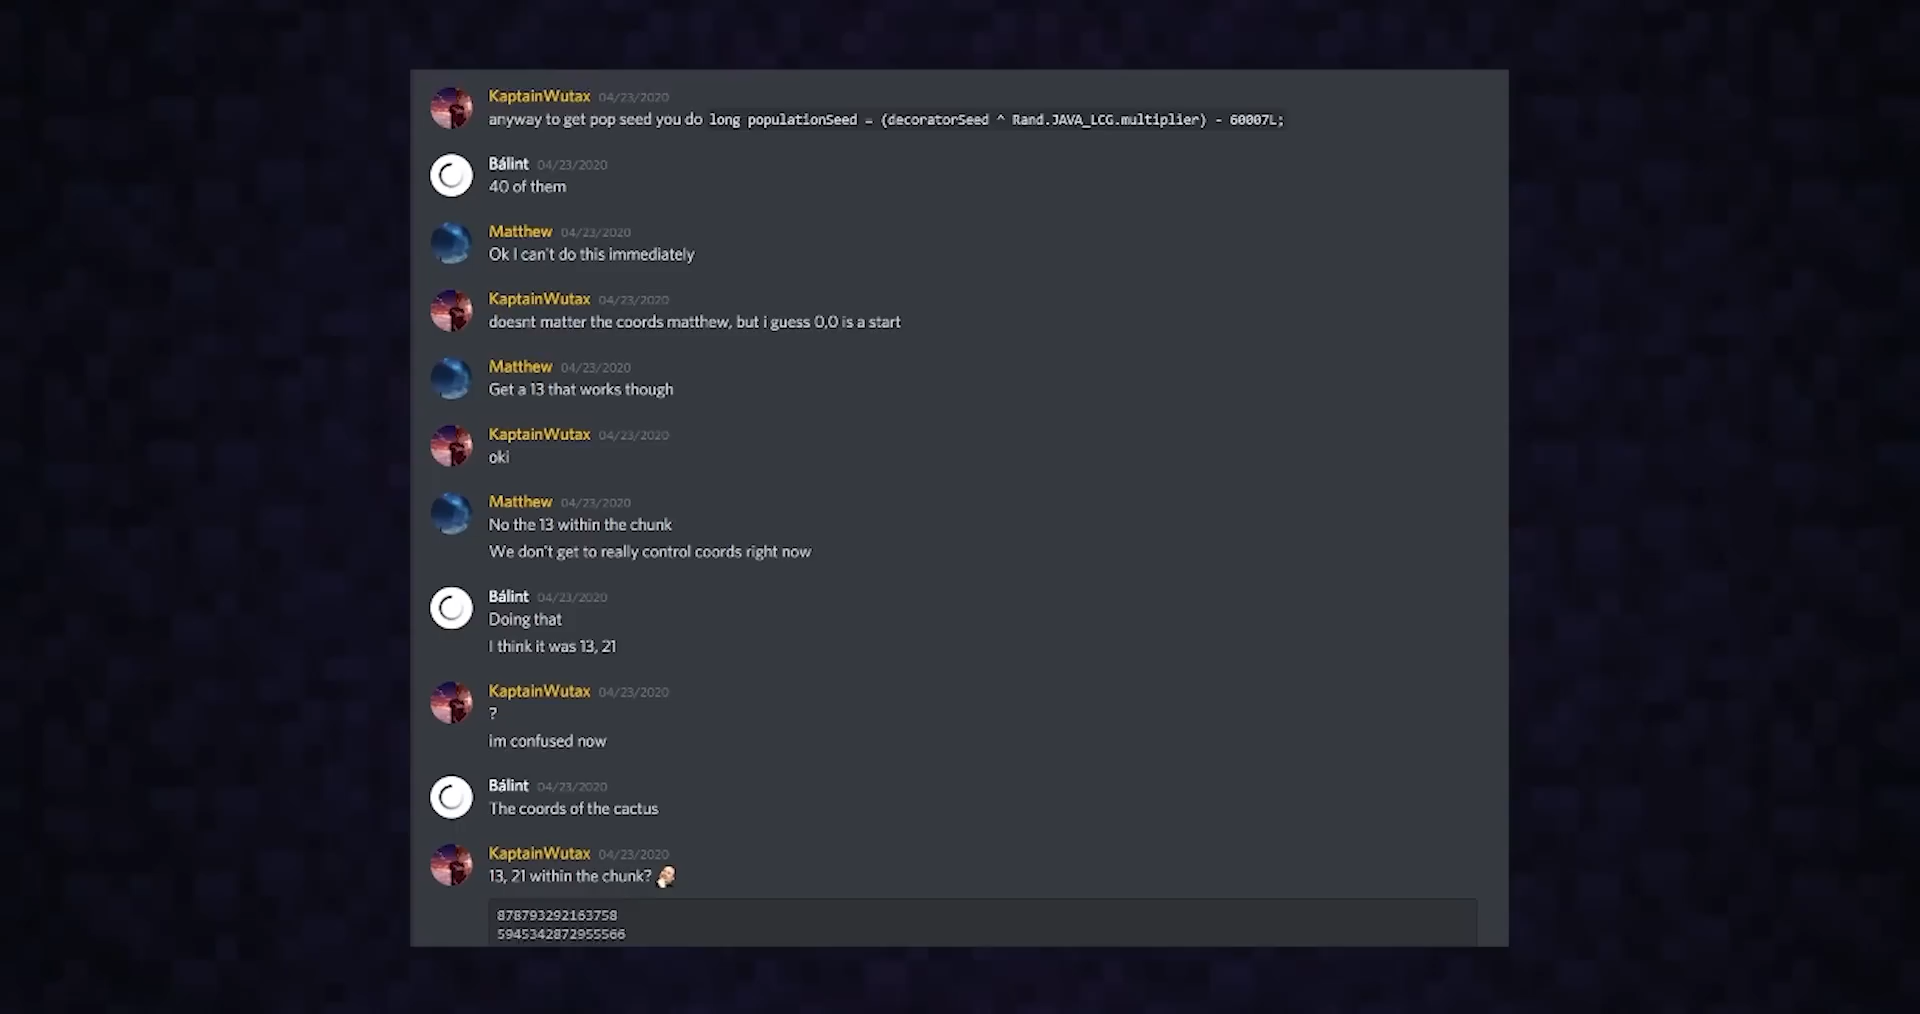 KaptainWutax 04/23/2020
anyway to get pop seed you do long populationSeed = (decoratorSeed ^ Rand.JAVA_LCG.multiplier) - 60007L;
Bálint 04/23/2020
40 of them
Matthew 04/23/2020
Ok I can't do this immediately
KaptainWutax 04/23/2020
doesnt matter the coords matthew, but i guess 0,0 is a start
Matthew 04/23/2020
Get a 13 that works though
KaptainWutax 04/23/2020
oki
Matthew 04/23/2020
No the 13 within the chunk
We don't get to really control coords right now
Bálint 04/23/2020
Doing that
I think it was 13, 21
KaptainWutax 04/23/2020
?
im confused now
Bálint 04/23/2020
The coords of the cactus
KaptainWutax 04/23/2020
13, 21 within the chunk?
878793292163758
5945342872955566